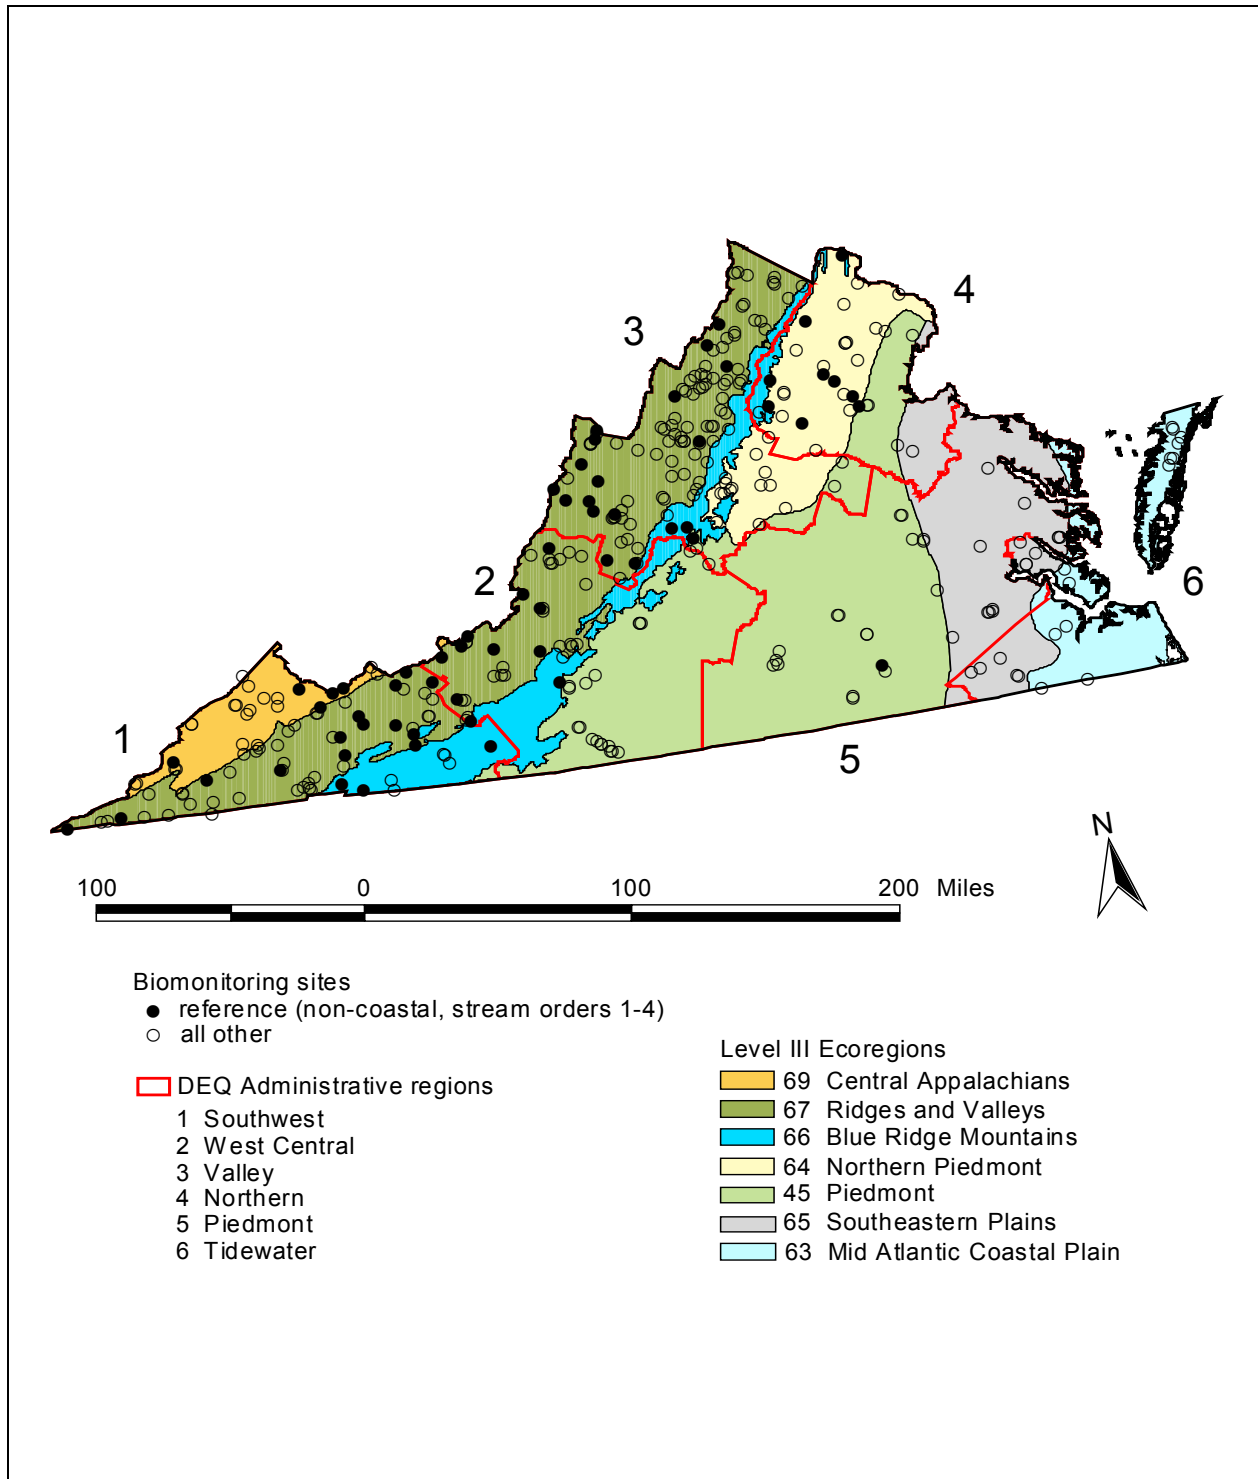 4
3
6
2
1
5
N
100 0 100 200 Miles
Biomonitoring sites
reference (non-coastal, stream orders 1-4)
all other
DEQ Administrative regions
1 Southwest
2 West Central
3 Valley
4 Northern
5 Piedmont
6 Tidewater
Level III Ecoregions
69 Central Appalachians
67 Ridges and Valleys
66 Blue Ridge Mountains
64 Northern Piedmont
45 Piedmont
65 Southeastern Plains
63 Mid Atlantic Coastal Plain